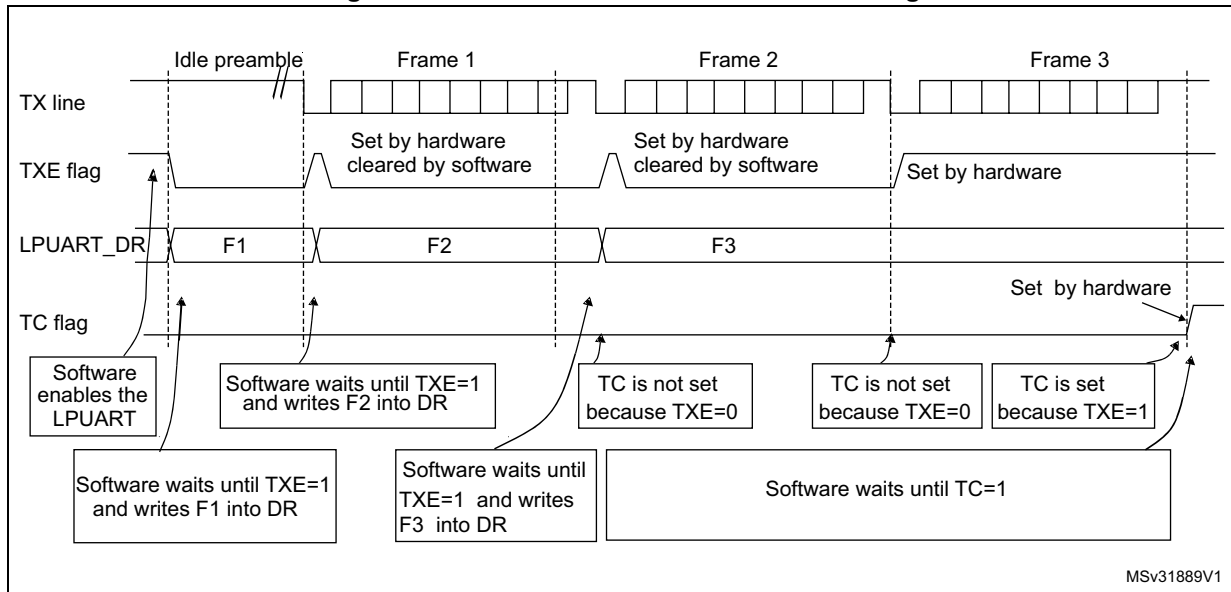 Idle preamble
Frame 1
Frame 2
Frame 3
TX line
Set by hardware
cleared by software
Set by hardware
cleared by software
TXE flag
Set by hardware
LPUART_DR
F1
F2
F3
Set by hardware
TC flag
Software
enables the
LPUART
Software waits until TXE=1
and writes F2 into DR
TC is not set
because TXE=0
TC is not set
because TXE=0
TC is set
because TXE=1
Software waits until TXE=1
and writes F1 into DR
Software waits until
TXE=1 and writes
F3 into DR
Software waits until TC=1
MSv31889V1